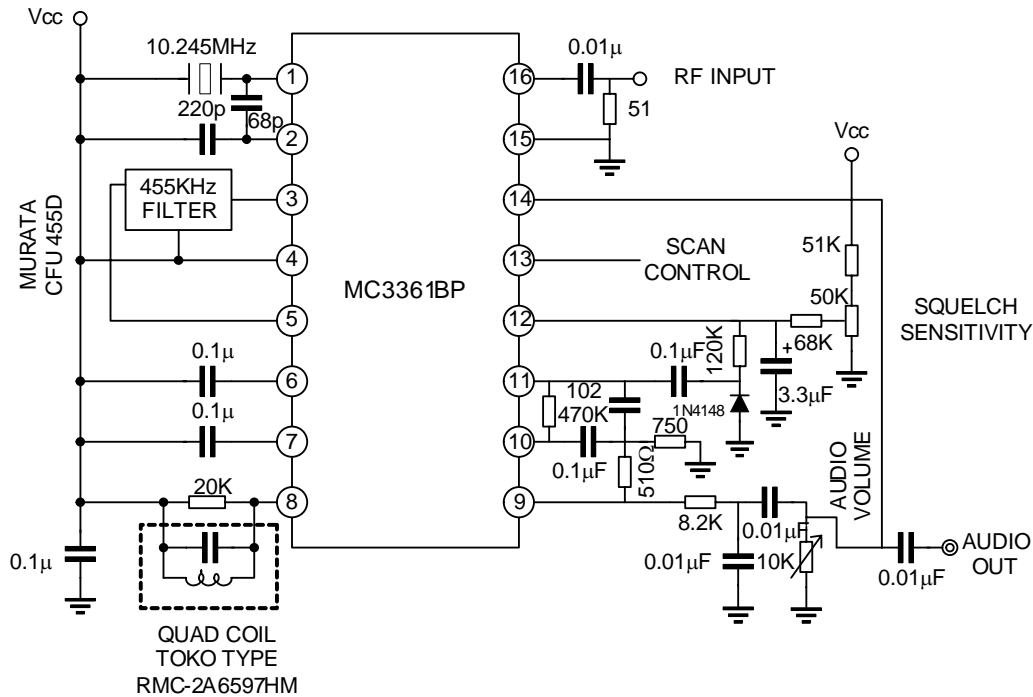 Vcc
10.245MHz
220p
68p
MURATA
CFU 455D
455KHz
FILTER
0.1μ
0.1μ
20K
0.1μ
QUAD COIL
TOKO TYPE
RMC-2A6597HM
1
2
3
4
5
6
7
8
MC3361BP
16
15
14
13
12
11
10
9
0.01μ
RF INPUT
51
Vcc
SCAN
CONTROL
51K
50K
SQUELCH
SENSITIVITY
68K
+
3.3μF
120K
0.1μF
1N4148
102
470K
750
0.1μF
510Ω
8.2K
0.01μF
0.01μF
10K
AUDIO
VOLUME
0.01μF
AUDIO
OUT